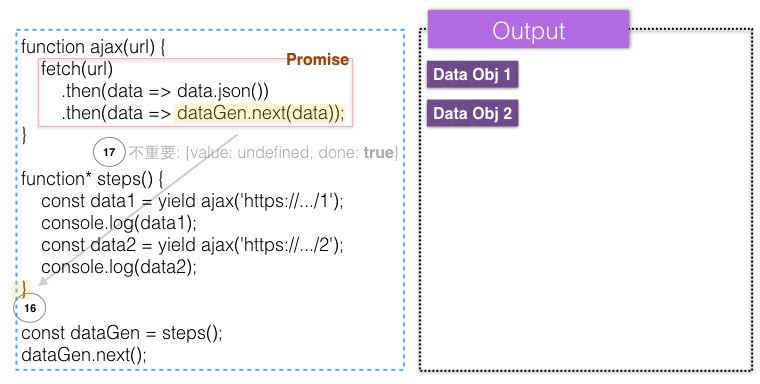 function ajax(url) {
Promise
fetch(url)
.then(data => data.json())
.then(data => dataGen.next(data));
}
17 不重要: {value: undefined, done: true}
function* steps() {
const data1 = yield ajax('https://.../1');
console.log(data1);
const data2 = yield ajax('https://.../2');
console.log(data2);
}
16
const dataGen = steps();
dataGen.next();
Output
Data Obj 1
Data Obj 2